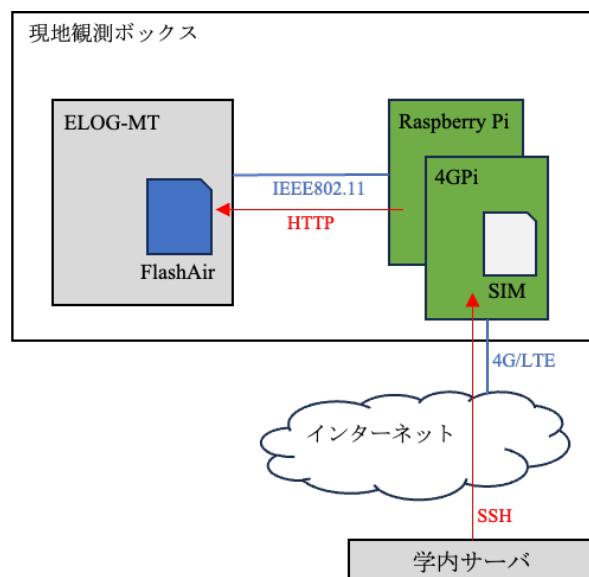 現地観測ボックス
ELOG-MT
Raspberry Pi
4GPi
IEEE802.11
HTTP
FlashAir
SIM
4G/LTE
インターネット
SSH
学内サーバ